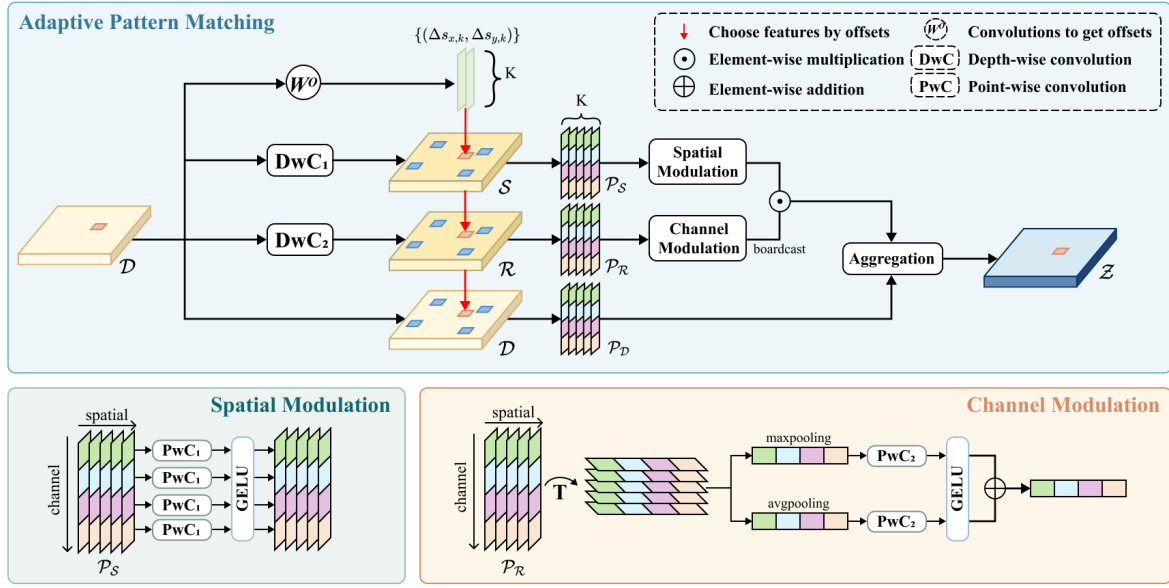 Adaptive Pattern Matching
{(Δs_{x,k}, Δs_{y,k})}
K
W^O
Choose features by offsets
W^O
Convolutions to get offsets
Element-wise multiplication
DwC
Depth-wise convolution
Element-wise addition
PwC
Point-wise convolution
K
DwC₁
S
P_S
Spatial
Modulation
D
DwC₂
R
P_R
Channel
Modulation
boardcast
Aggregation
Z
D
P_D
Spatial Modulation
spatial
channel
PwC₁
PwC₁
PwC₁
PwC₁
GELU
P_S
Channel Modulation
spatial
channel
T
maxpooling
PwC₂
avgpooling
PwC₂
GELU
P_R